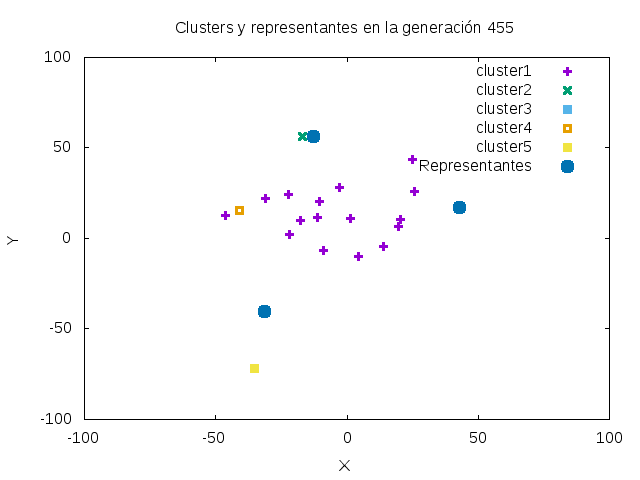 Clusters y representantes en la generación 455
cluster1
cluster2
cluster3
cluster4
cluster5
Representantes
100
50
0
-50
-100
-100
-50
0
50
100
Y
X